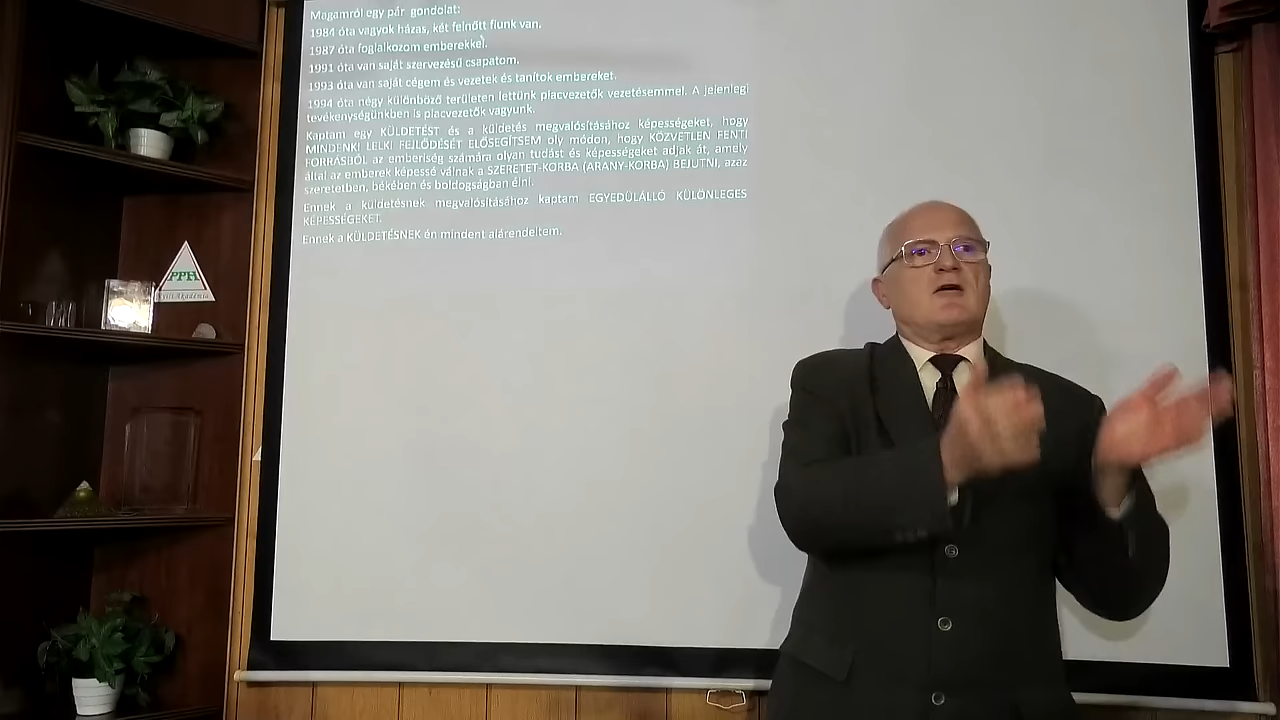 Magamról egy pár gondolat:
1984 óta vagyok házas, két felnőtt fiunk van.
1987 óta foglalkozom emberekkel.
1991 óta van saját szervezésű csapatom.
1993 óta van saját cégem és vezetek és tanítok embereket.
1994 óta négy különböző területen lettünk piacvezetők vezetésemmel. A jelenlegi
tevékenységünkben is piacvezetők vagyunk.
Kaptam egy KÜLDETÉST és a küldetés megvalósításához képességeket, hogy
MINDENKI LELKI FEJLŐDÉSÉT ELŐSEGÍTSEM oly módon, hogy KÖZVETLEN FENTI
FORRÁSBÓL az emberiség számára olyan tudást és képességeket adjak át, amely
által az emberek képessé válnak a SZERETET-KORBA (ARANY-KORBA) BEJUTNI, azaz
szeretetben, békében és boldogságban élni.
Ennek a küldetésnek megvalósításához kaptam EGYEDÜLÁLLÓ KÜLÖNLEGES
KÉPESSÉGEKET.
Ennek a KÜLDETÉSNEK én mindent alárendeltem.
PPH